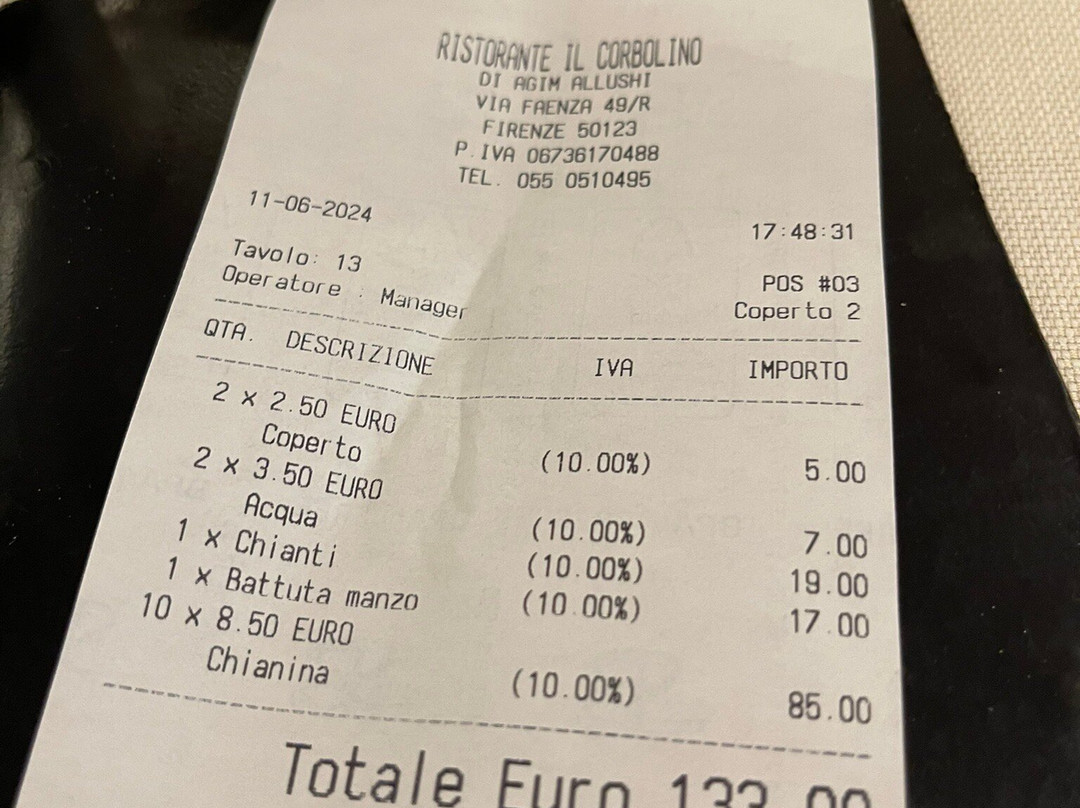 RISTORANTE IL CORBOLINO
DI AGIM ALLUSHI
VIA FAENZA 49/R
FIRENZE 50123
P.IVA 06736170488
TEL. 055 0510495
11-06-2024 17:48:31
Tavolo: 13 POS #03
Operatore : Manager Coperto 2
QTA. DESCRIZIONE IVA IMPORTO
2 x 2.50 EURO
Coperto (10.00%) 5.00
2 x 3.50 EURO
Acqua (10.00%) 7.00
1 x Chianti (10.00%) 19.00
1 x Battuta manzo (10.00%) 17.00
10 x 8.50 EURO
Chianina (10.00%) 85.00
Totale Euro 133.00